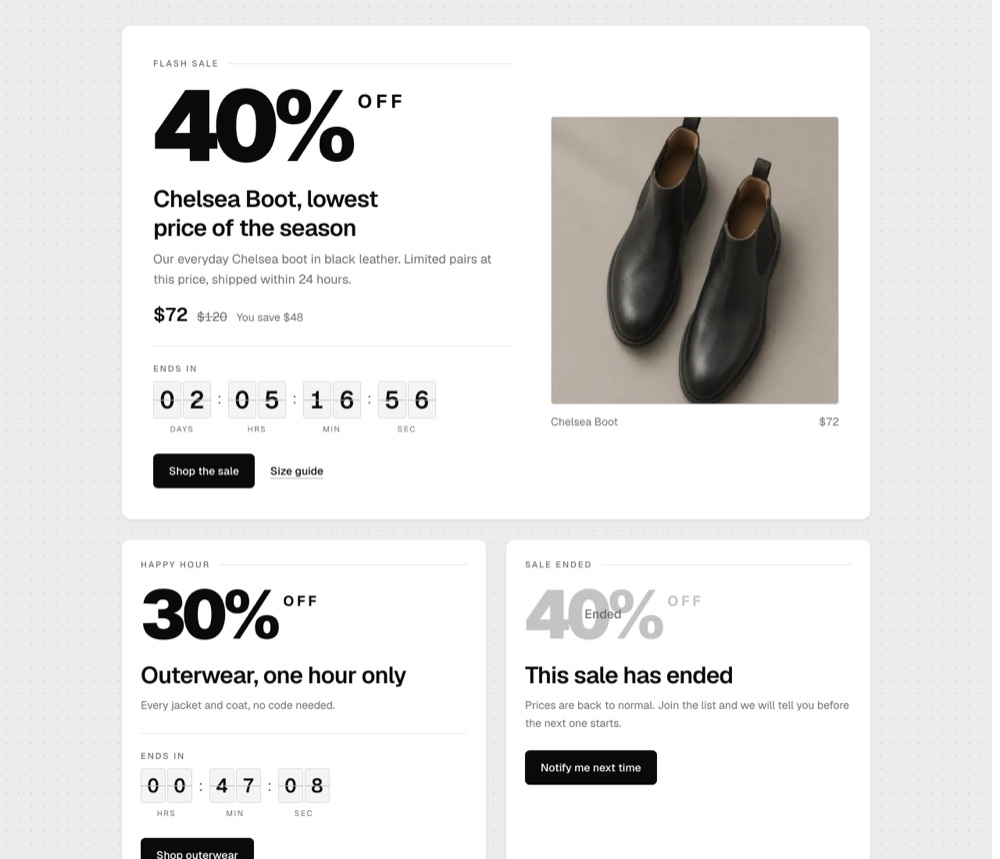 FLASH SALE
40% OFF
Chelsea Boot, lowest
price of the season
Our everyday Chelsea boot in black leather. Limited pairs at
this price, shipped within 24 hours.
$72 $120 You save $48
ENDS IN
02 : 05 : 16 : 56
DAYS HRS MIN SEC
Shop the sale Size guide
Chelsea Boot $72
HAPPY HOUR
30% OFF
Outerwear, one hour only
Every jacket and coat, no code needed.
ENDS IN
00 : 47 : 08
HRS MIN SEC
Shop outerwear
SALE ENDED
40% OFF
Ended
This sale has ended
Prices are back to normal. Join the list and we will tell you before
the next one starts.
Notify me next time